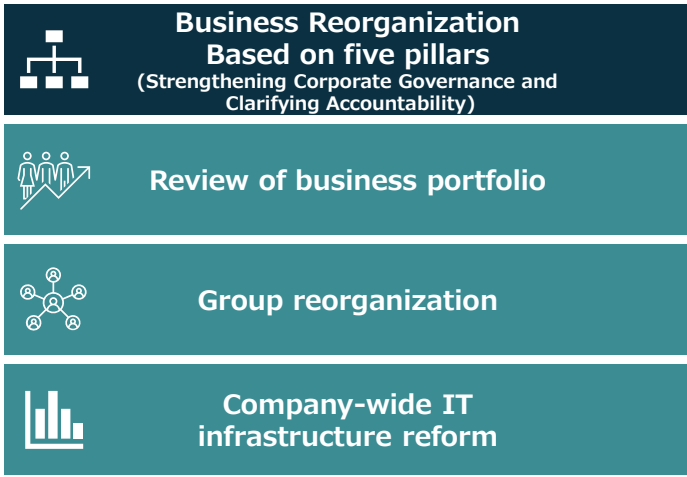 Business Reorganization
Based on five pillars
(Strengthening Corporate Governance and
Clarifying Accountability)
Review of business portfolio
Group reorganization
Company-wide IT
infrastructure reform